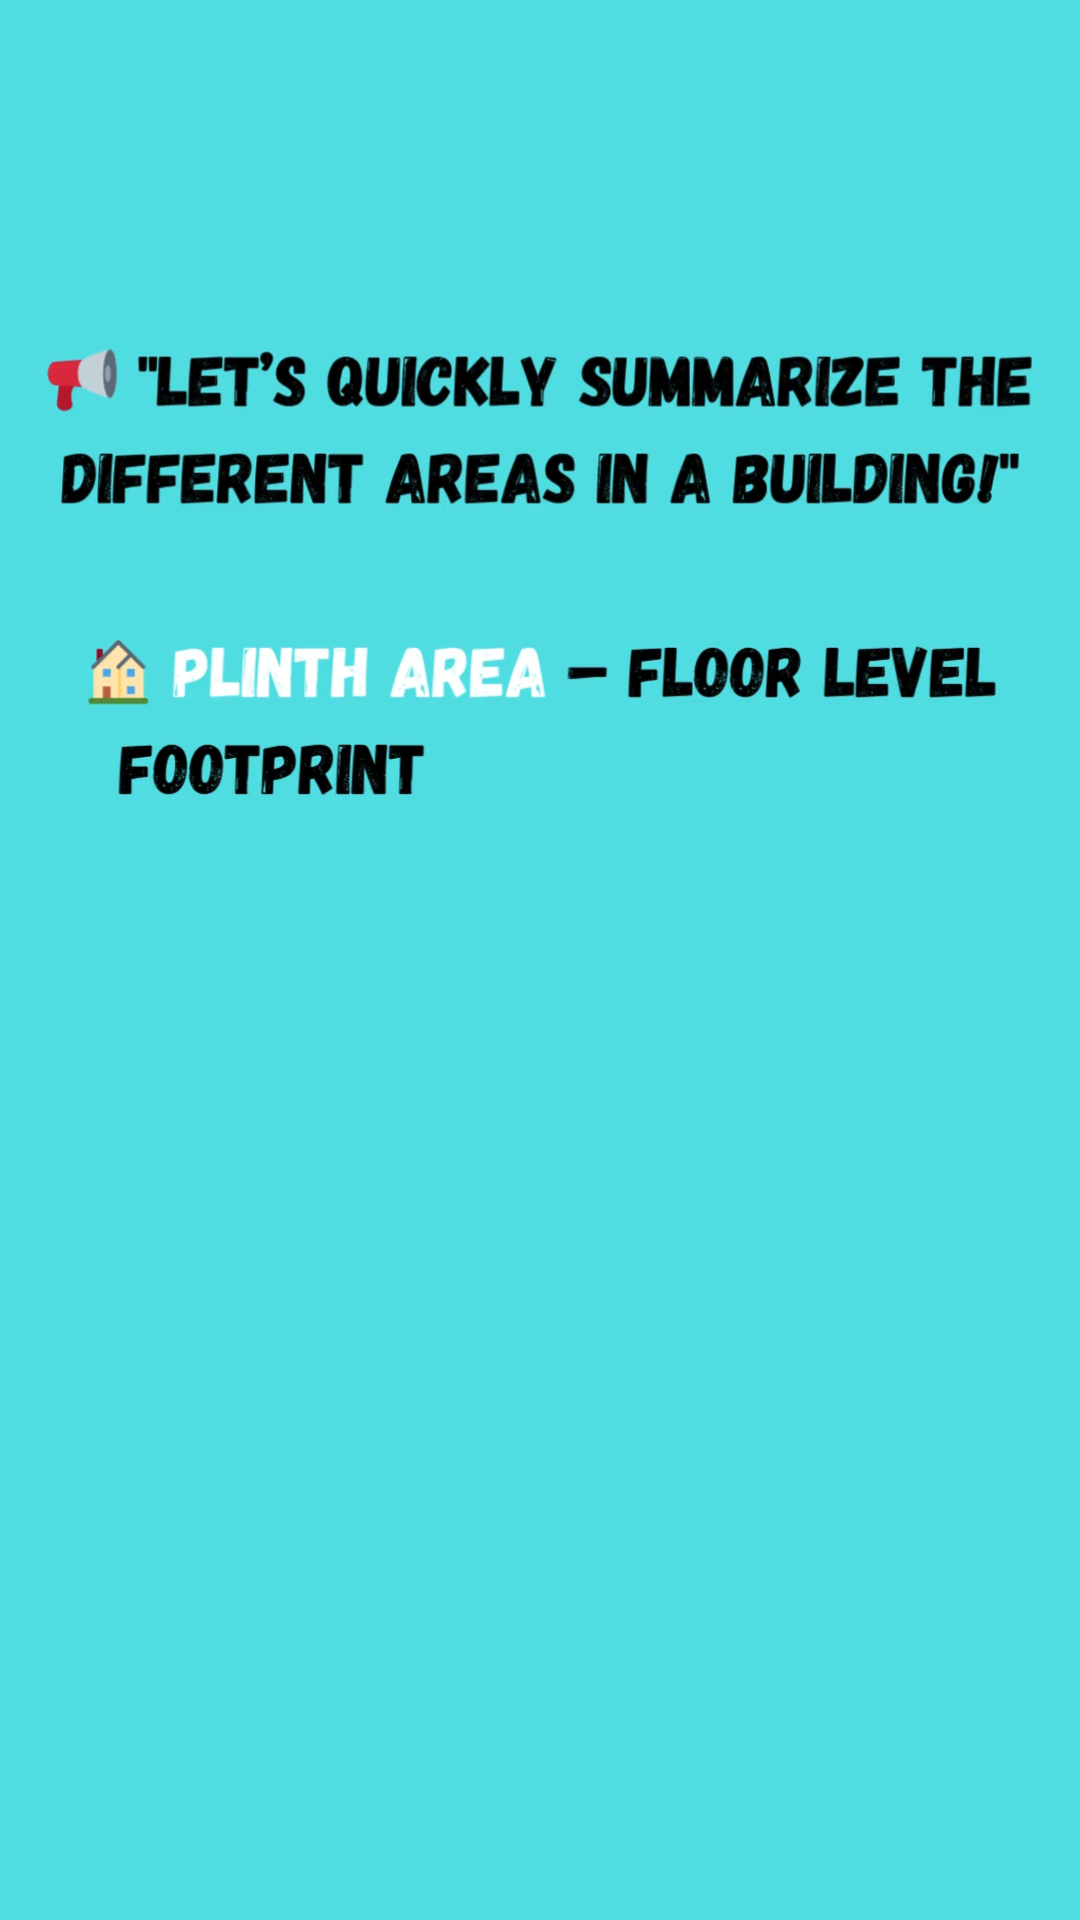 📢 "LET’S QUICKLY SUMMARIZE THE
DIFFERENT AREAS IN A BUILDING!"
🏠 PLINTH AREA – FLOOR LEVEL
FOOTPRINT